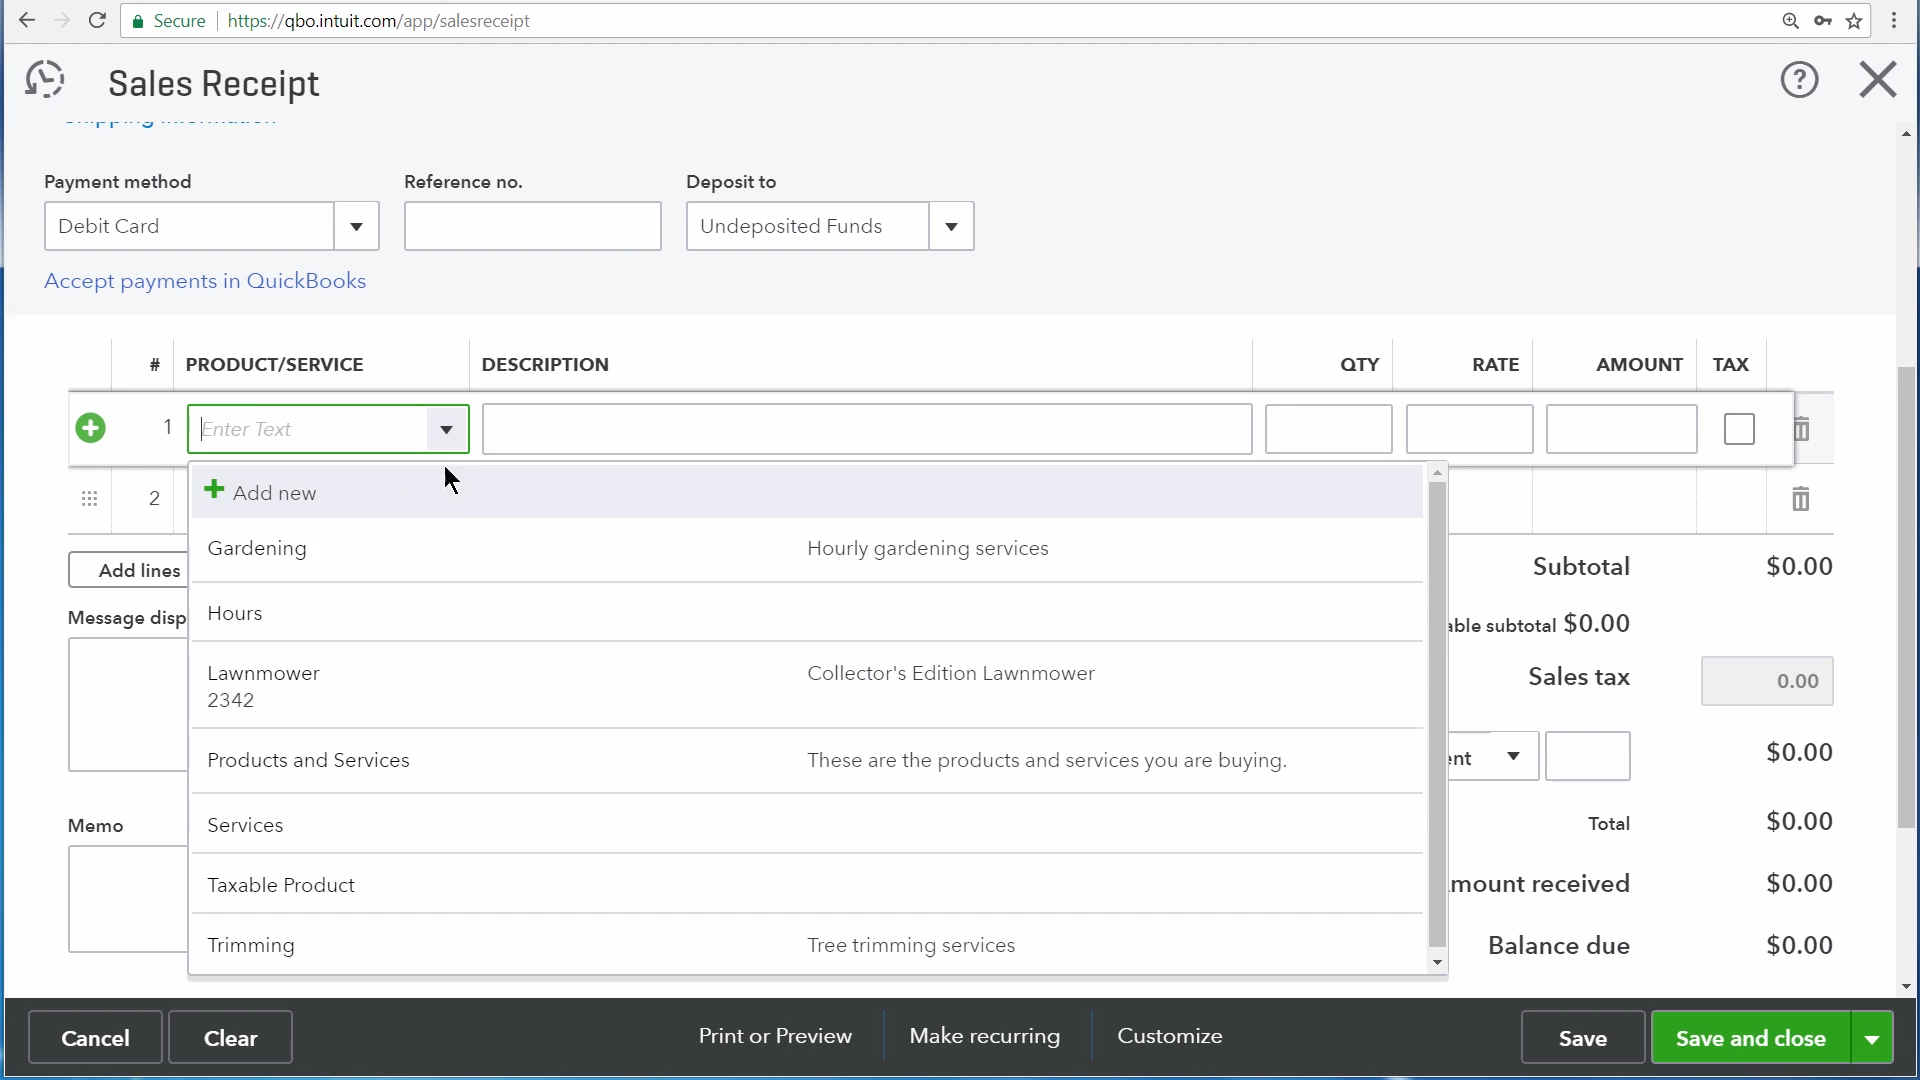 Secure https://qbo.intuit.com/app/salesreceipt
Sales Receipt
Payment method Reference no. Deposit to
Debit Card Undeposited Funds
Accept payments in QuickBooks
# PRODUCT/SERVICE DESCRIPTION QTY RATE AMOUNT TAX
1 Enter Text
Add new
2
Gardening Hourly gardening services
Add lines Subtotal $0.00
Hours
Message disp able subtotal $0.00
Lawnmower Collector's Edition Lawnmower Sales tax 0.00
2342
Products and Services These are the products and services you are buying. ent $0.00
Services
Memo Total $0.00
Taxable Product mount received $0.00
Trimming Tree trimming services Balance due $0.00
Cancel Clear Print or Preview Make recurring Customize Save Save and close